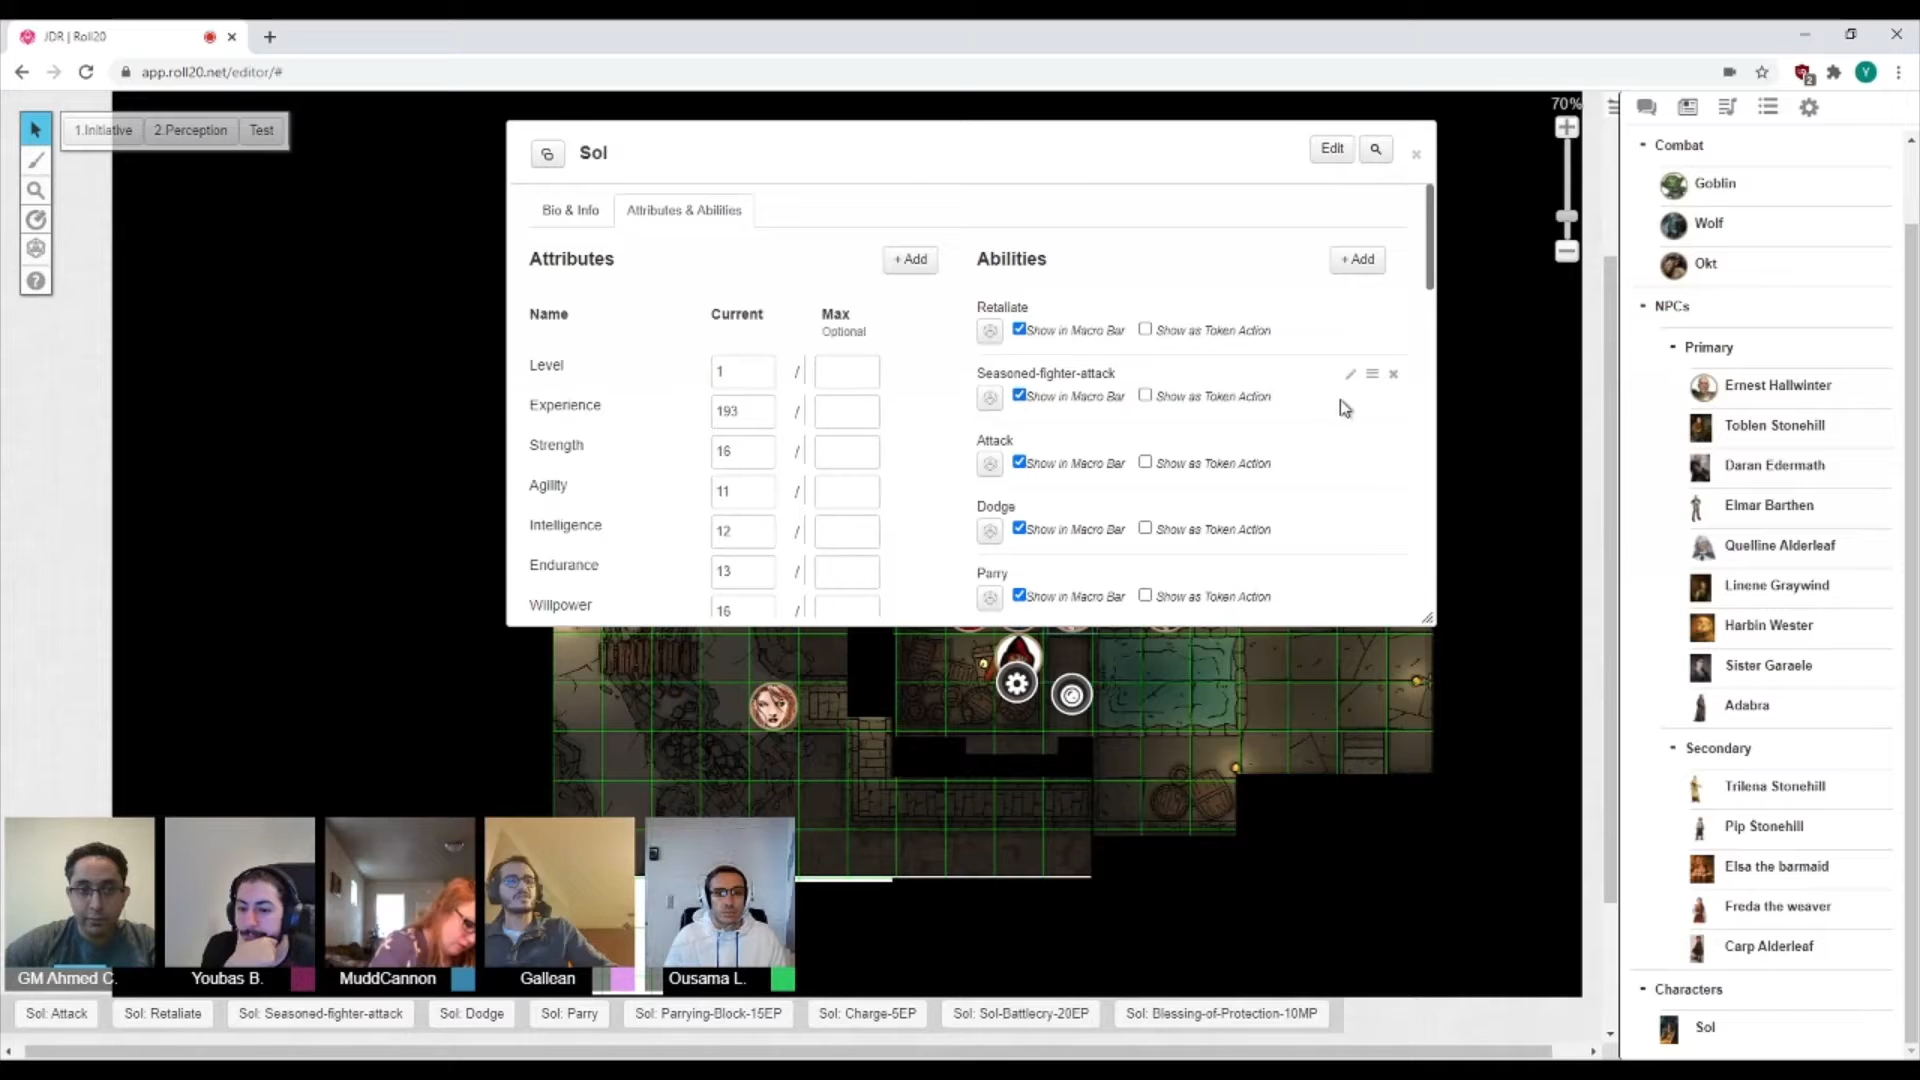 JDR | Roll20
app.roll20.net/editor/#
2
Y
1.Initiative 2.Perception Test
70%
Sol
Edit
Bio & Info Attributes & Abilities
Attributes
+ Add
Name Current Max
Optional
Level 1 /
Experience 193 /
Strength 16 /
Agility 11 /
Intelligence 12 /
Endurance 13 /
Willpower 16 /
Abilities
+ Add
Retaliate
Show in Macro Bar Show as Token Action
Seasoned-fighter-attack
Show in Macro Bar Show as Token Action
Attack
Show in Macro Bar Show as Token Action
Dodge
Show in Macro Bar Show as Token Action
Parry
Show in Macro Bar Show as Token Action
Combat
Goblin
Wolf
Okt
NPCs
Primary
Ernest Hallwinter
Toblen Stonehill
Daran Edermath
Elmar Barthen
Quelline Alderleaf
Linene Graywind
Harbin Wester
Sister Garaele
Adabra
Secondary
Trilena Stonehill
Pip Stonehill
Elsa the barmaid
Freda the weaver
Carp Alderleaf
Characters
Sol
GM Ahmed C. Youbas B. MuddCannon Gallean Ousama L.
Sol: Attack Sol: Retaliate Sol: Seasoned-fighter-attack Sol: Dodge Sol: Parry Sol: Parrying-Block-15EP Sol: Charge-5EP Sol: Sol-Battlecry-20EP Sol: Blessing-of-Protection-10MP